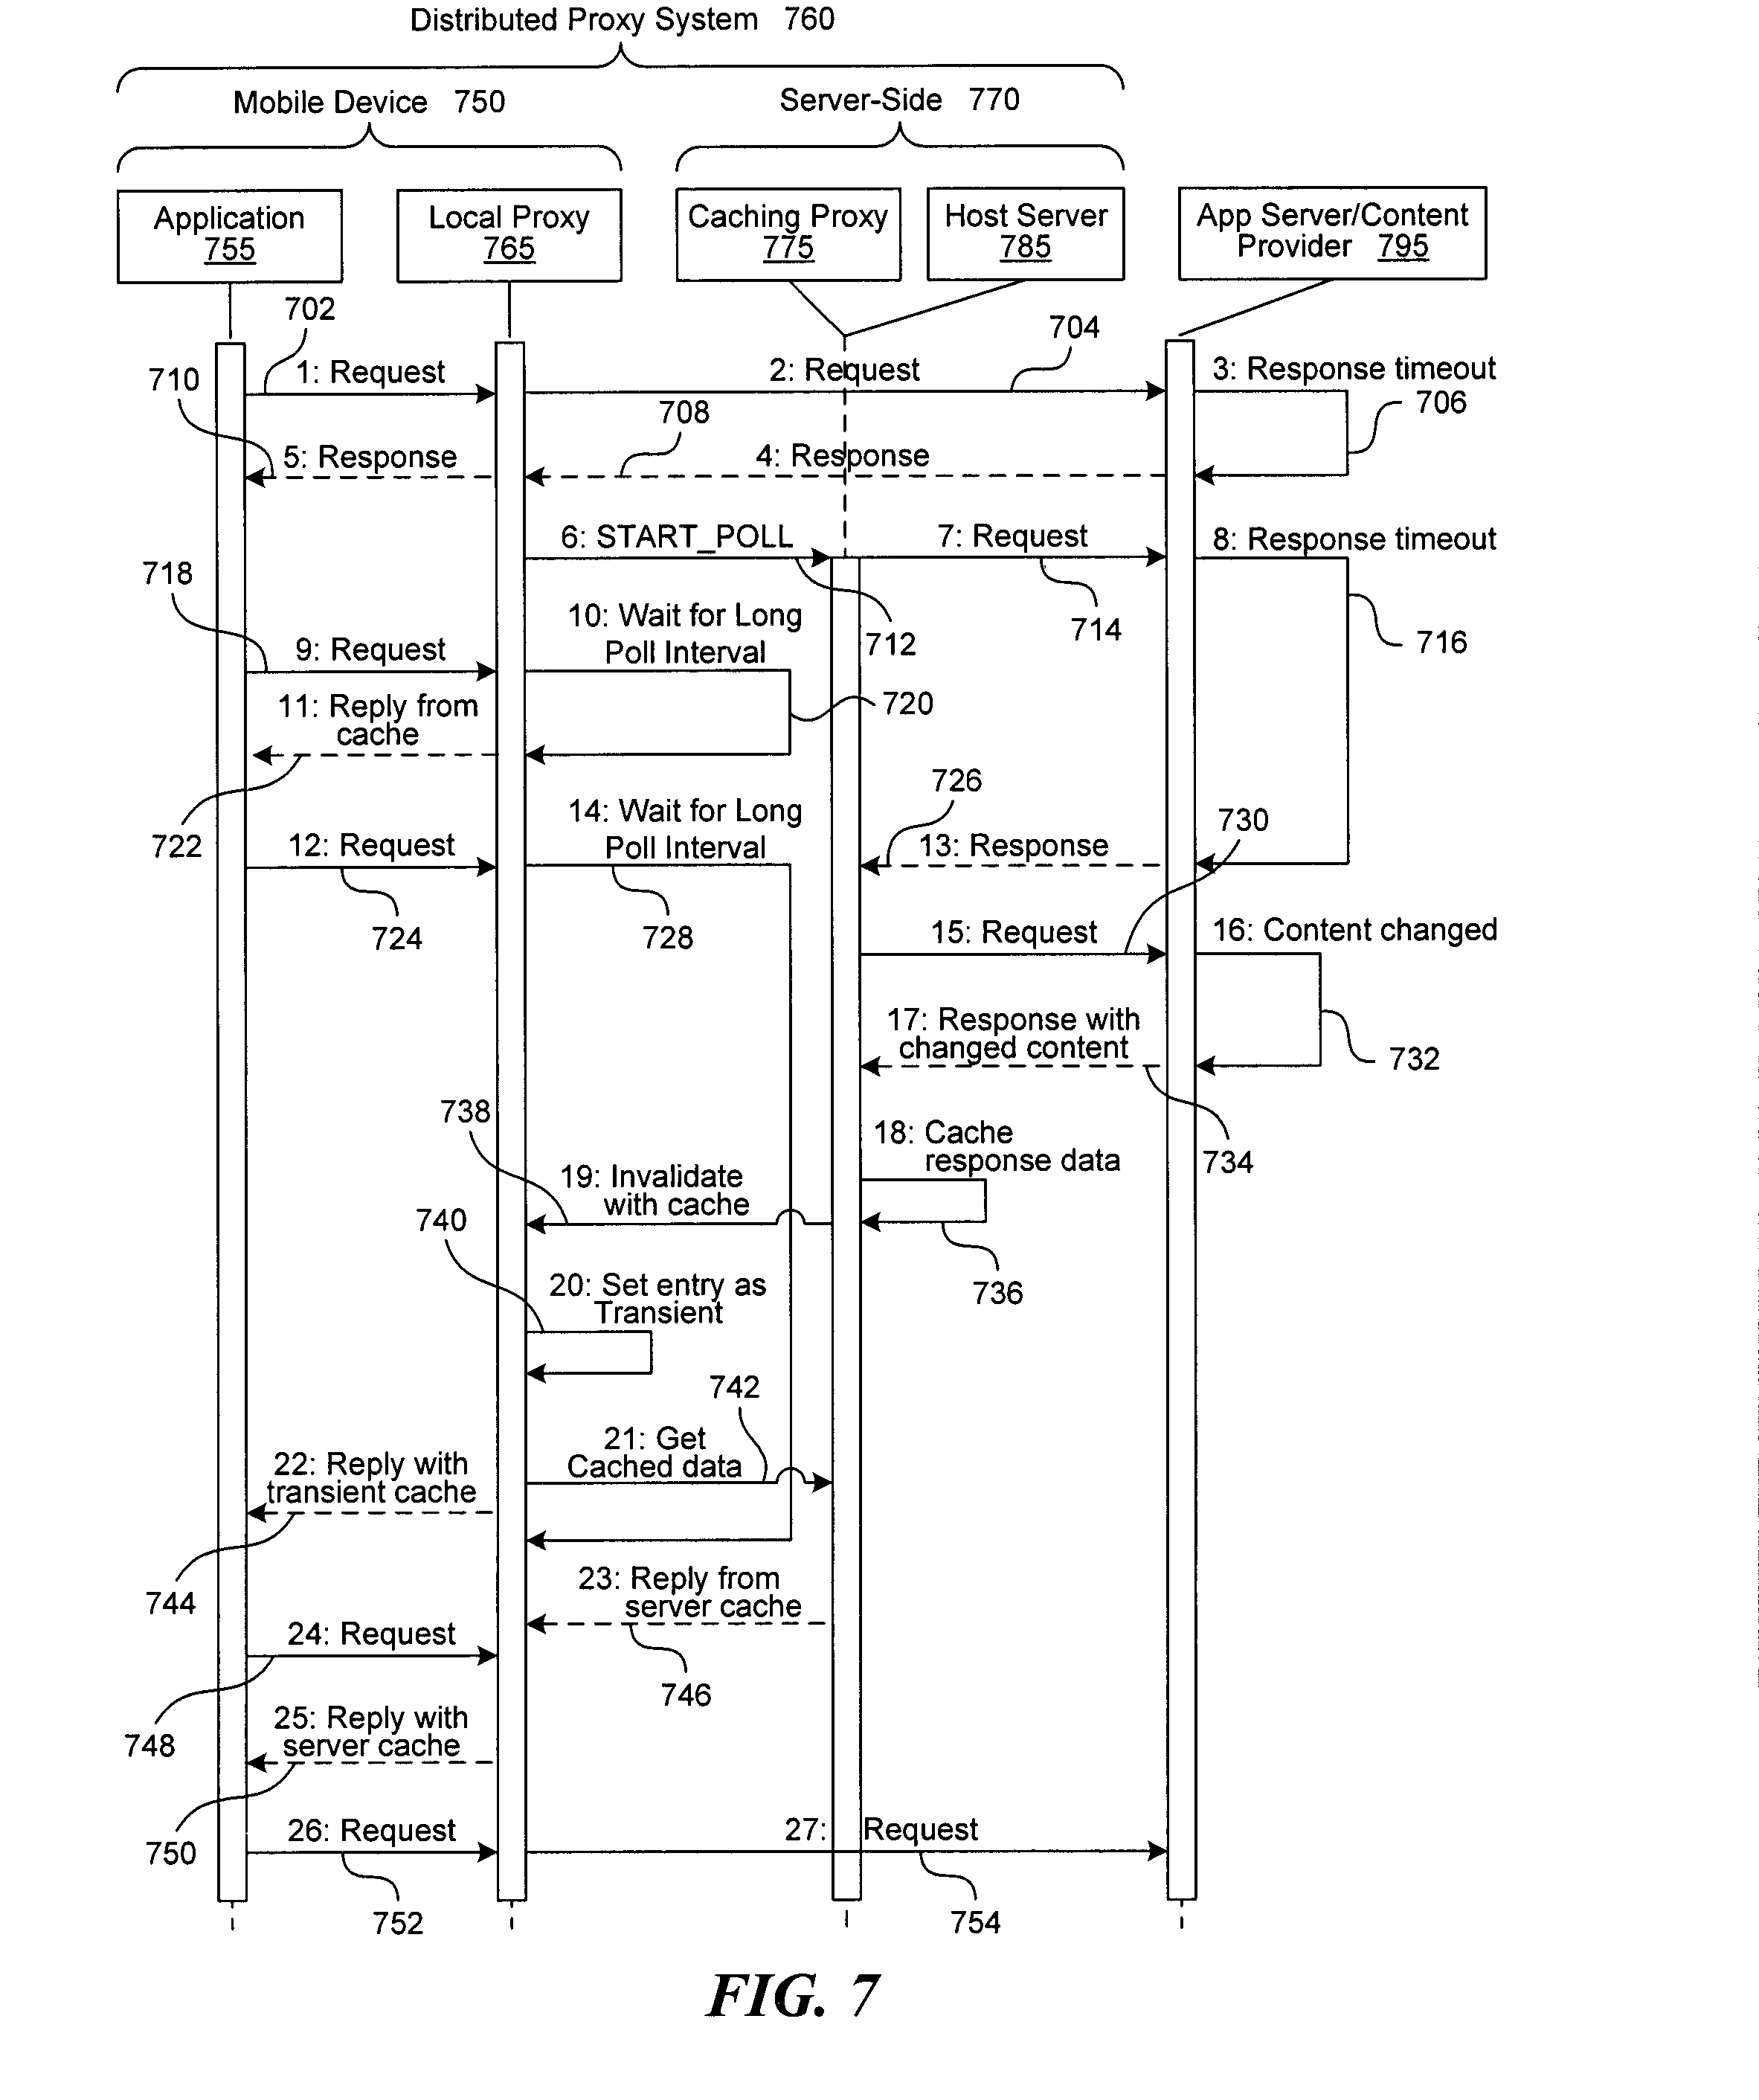 Distributed Proxy System 760
Mobile Device 750
Server-Side 770
Application
755
Local Proxy
765
Caching Proxy
775
Host Server
785
App Server/Content
Provider 795
702
704
1: Request
2: Request
3: Response timeout
710
706
708
5: Response
4: Response
6: START_POLL
7: Request
8: Response timeout
718
10: Wait for Long
Poll Interval
712
714
716
9: Request
720
11: Reply from
cache
726
14: Wait for Long
Poll Interval
730
722
12: Request
13: Response
724
728
15: Request
16: Content changed
17: Response with
changed content
732
738
18: Cache
response data
734
19: Invalidate
with cache
740
20: Set entry as
Transient
736
742
21: Get
Cached data
22: Reply with
transient cache
23: Reply from
server cache
744
24: Request
746
25: Reply with
server cache
748
26: Request
27: Request
750
752
754
FIG. 7